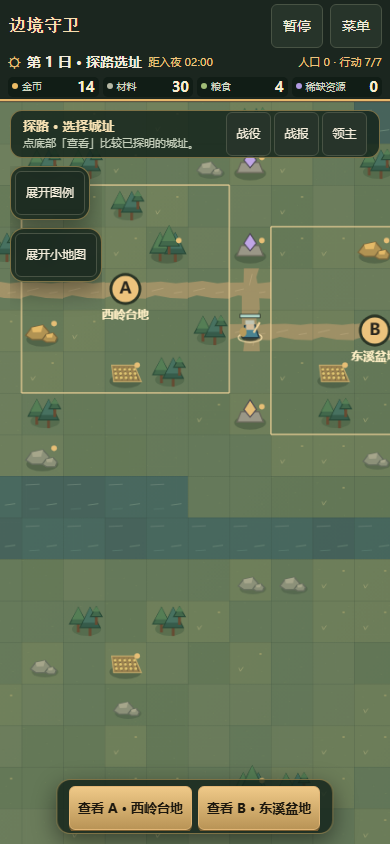 边境守卫
暂停
菜单
第 1 日 • 探路选址 距入夜 02:00 人口 0 · 行动 7/7
金币 14 材料 30 粮食 4 稀缺资源 0
探路 • 选择城址
点底部「查看」比较已探明的城址。
战役
战报
领主
展开图例
展开小地图
A
西岭台地
B
东溪盆地
查看 A • 西岭台地
查看 B • 东溪盆地